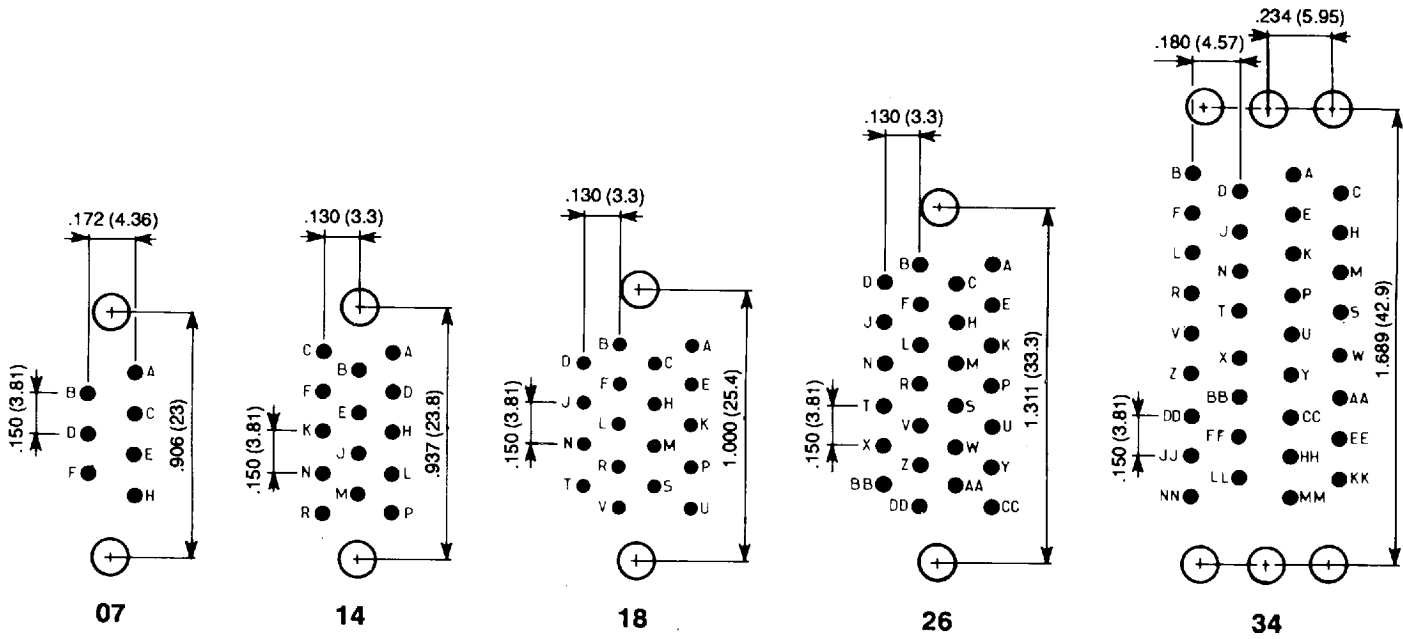 .172 (4.36)
.150 (3.81)
.906 (23)
B
D
F
A
C
E
H
07
.130 (3.3)
.150 (3.81)
.937 (23.8)
C
F
K
N
R
B
E
J
M
A
D
H
L
P
14
.130 (3.3)
.150 (3.81)
1.000 (25.4)
D
J
N
T
B
F
L
R
V
C
H
M
S
A
E
K
P
U
18
.130 (3.3)
.150 (3.81)
1.311 (33.3)
D
J
N
T
X
BB
B
F
L
R
V
Z
DD
C
H
M
S
W
AA
A
E
K
P
U
Y
CC
26
.180 (4.57)
.234 (5.95)
.150 (3.81)
1.689 (42.9)
B
F
L
R
V
Z
DD
JJ
NN
D
J
N
T
X
BB
FF
LL
A
E
K
P
U
Y
CC
HH
MM
C
H
M
S
W
AA
EE
KK
34